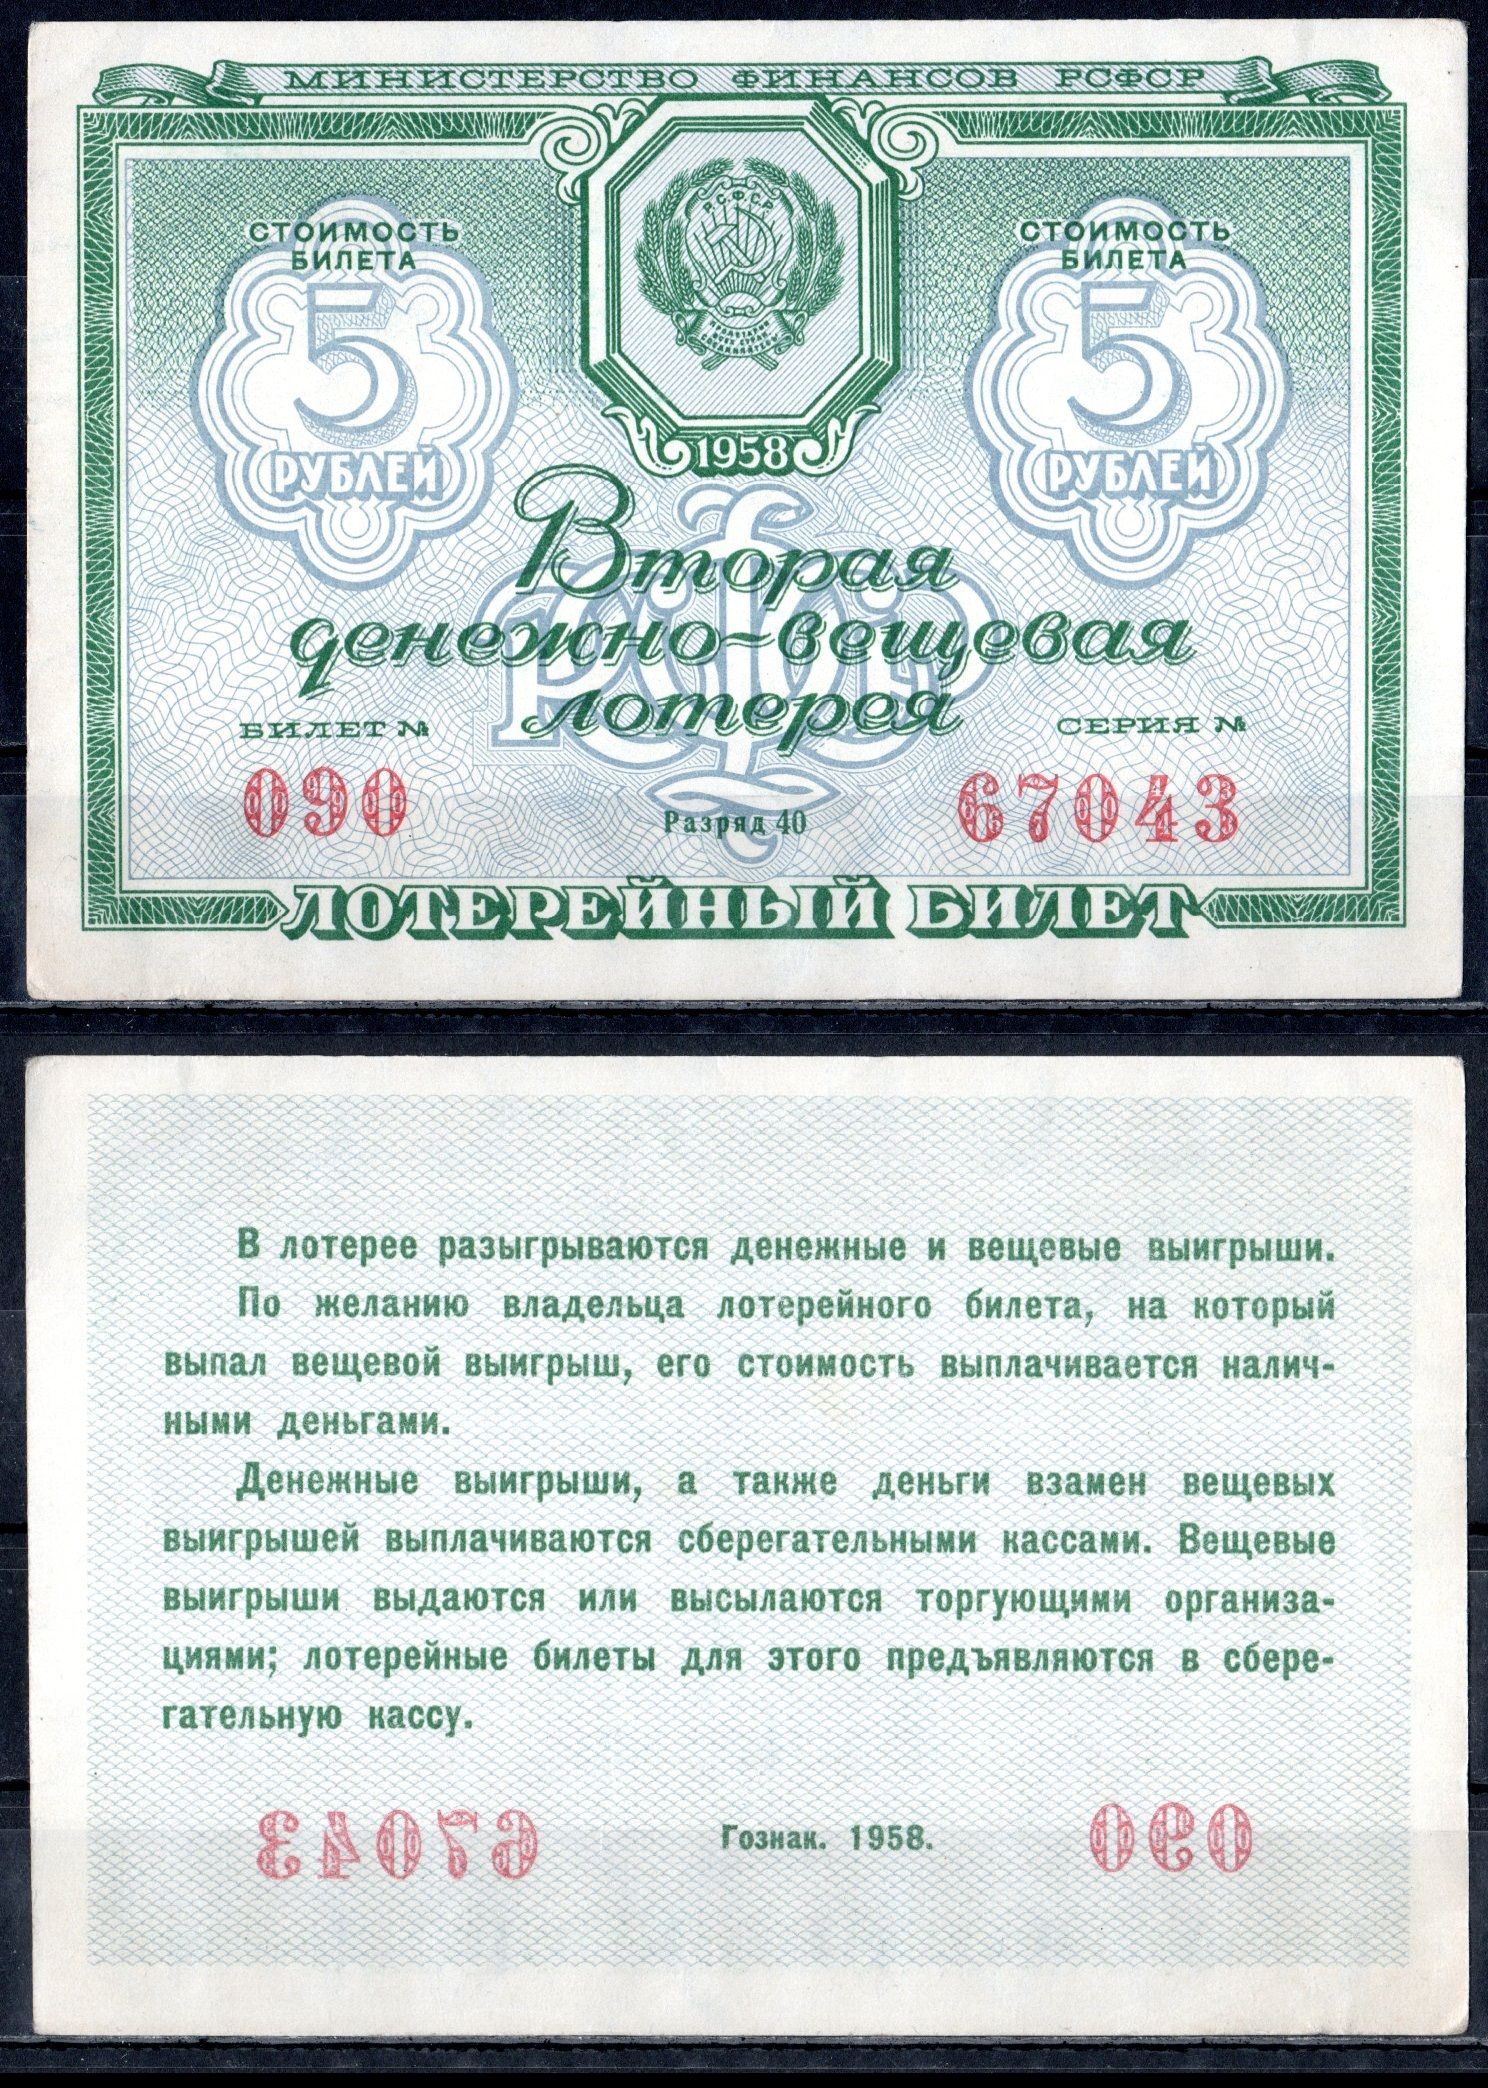 МИНИСТЕРСТВО ФИНАНСОВ РСФСР
СТОИМОСТЬ
БИЛЕТА
5
РУБЛЕЙ
Р.С.Ф.С.Р.
ПРОЛЕТАРИИ
ВСЕХ СТРАН
СОЕДИНЯЙТЕСЬ
1958
СТОИМОСТЬ
БИЛЕТА
5
РУБЛЕЙ
Вторая
денежно-вещевая
лотерея
БИЛЕТ №
СЕРИЯ №
090
Разряд 40
67043
ЛОТЕРЕЙНЫЙ БИЛЕТ
В лотерее разыгрываются денежные и вещевые выигрыши.
По желанию владельца лотерейного билета, на который
выпал вещевой выигрыш, его стоимость выплачивается налич-
ными деньгами.
Денежные выигрыши, а также деньги взамен вещевых
выигрышей выплачиваются сберегательными кассами. Вещевые
выигрыши выдаются или высылаются торгующими организа-
циями; лотерейные билеты для этого предъявляются в сбере-
гательную кассу.
67043
Гознак. 1958.
090